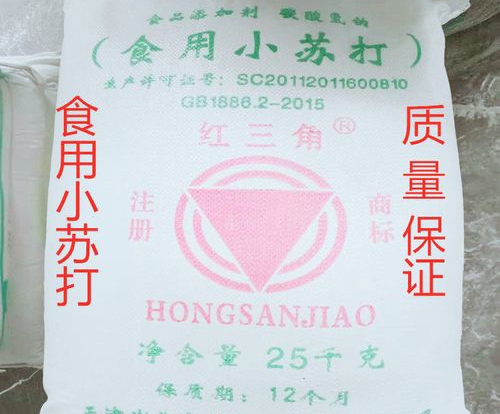 食品添加剂 碳酸氢钠
(食用小苏打)
生产许可证号: SC20112011600810
GB1886.2-2015
红三角®
注册
商标
HONGSANJIAO
净含量 25千克
保质期: 12个月
食用小苏打
质量保证